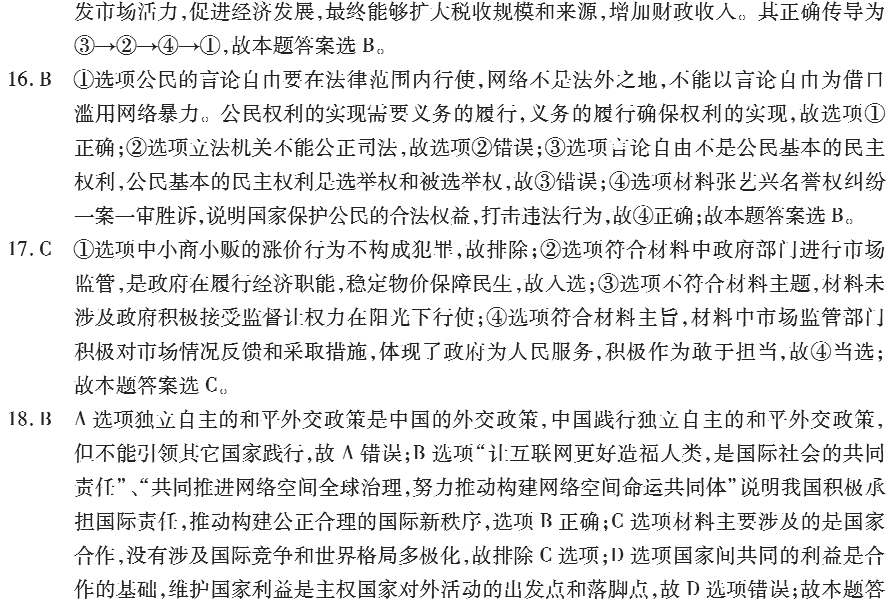 发市场活力,促进经济发展,最终能够扩大税收规模和来源,增加财政收入。其正确传导为
③→②→④→①,故本题答案选 B。
16. B ①选项公民的言论自由要在法律范围内行使,网络不是法外之地,不能以言论自由为借口
滥用网络暴力。公民权利的实现需要义务的履行,义务的履行确保权利的实现,故选项①
正确;②选项立法机关不能公正司法,故选项②错误;③选项言论自由不是公民基本的民主
权利,公民基本的民主权利是选举权和被选举权,故③错误;④选项材料张艺兴名誉权纠纷
一案一审胜诉,说明国家保护公民的合法权益,打击违法行为,故④正确;故本题答案选 B。
17. C ①选项中小商小贩的涨价行为不构成犯罪,故排除;②选项符合材料中政府部门进行市场
监管,是政府在履行经济职能,稳定物价保障民生,故入选;③选项不符合材料主题,材料未
涉及政府积极接受监督让权力在阳光下行使;④选项符合材料主旨,材料中市场监管部门
积极对市场情况反馈和采取措施,体现了政府为人民服务,积极作为敢于担当,故④当选;
故本题答案选 C。
18. B A 选项独立自主的和平外交政策是中国的外交政策,中国践行独立自主的和平外交政策,
但不能引领其它国家践行,故 A 错误;B 选项“让互联网更好造福人类,是国际社会的共同
责任”、“共同推进网络空间全球治理,努力推动构建网络空间命运共同体”说明我国积极承
担国际责任,推动构建公正合理的国际新秩序,选项 B 正确;C 选项材料主要涉及的是国家
合作,没有涉及国际竞争和世界格局多极化,故排除 C 选项;D 选项国家间共同的利益是合
作的基础,维护国家利益是主权国家对外活动的出发点和落脚点,故 D 选项错误;故本题答